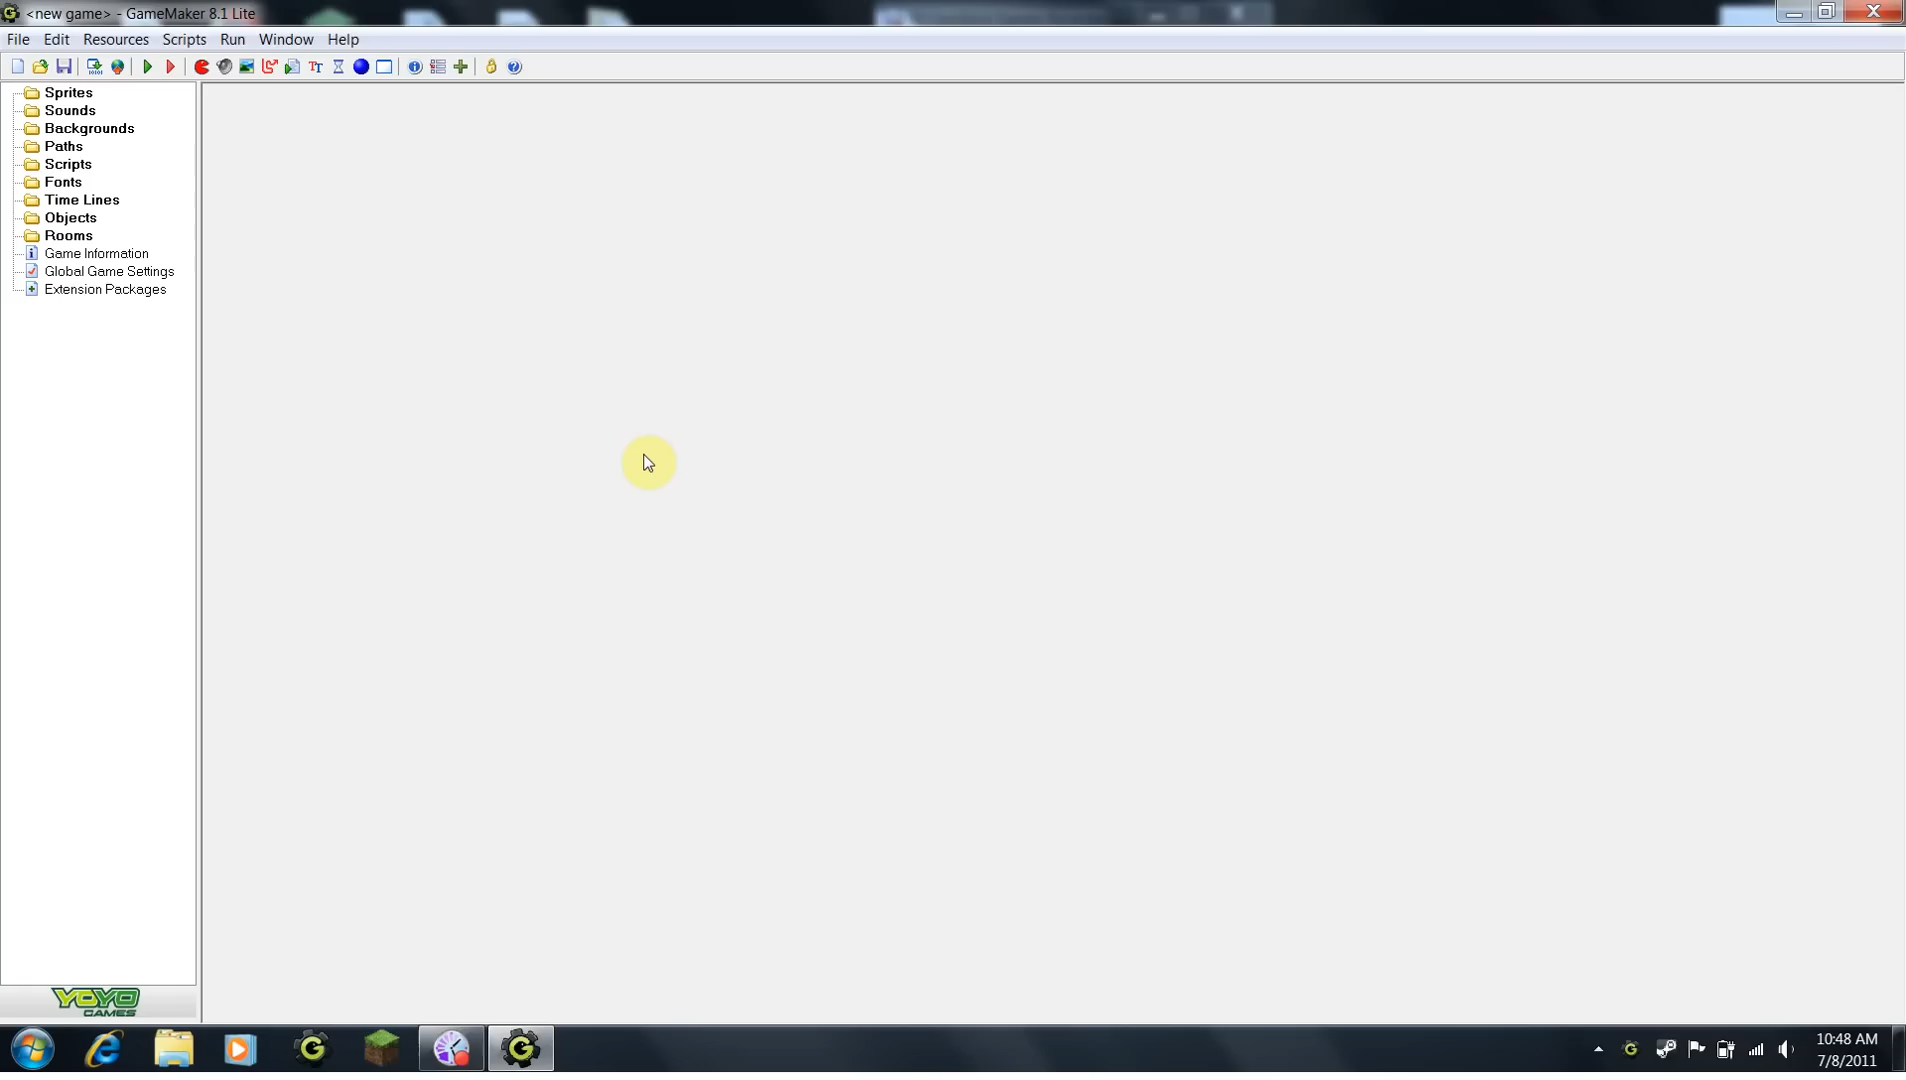 <new game> - GameMaker 8.1 Lite
File Edit Resources Scripts Run Window Help
Sprites
Sounds
Backgrounds
Paths
Scripts
Fonts
Time Lines
Objects
Rooms
Game Information
Global Game Settings
Extension Packages
YOYO
GAMES
10:48 AM
7/8/2011